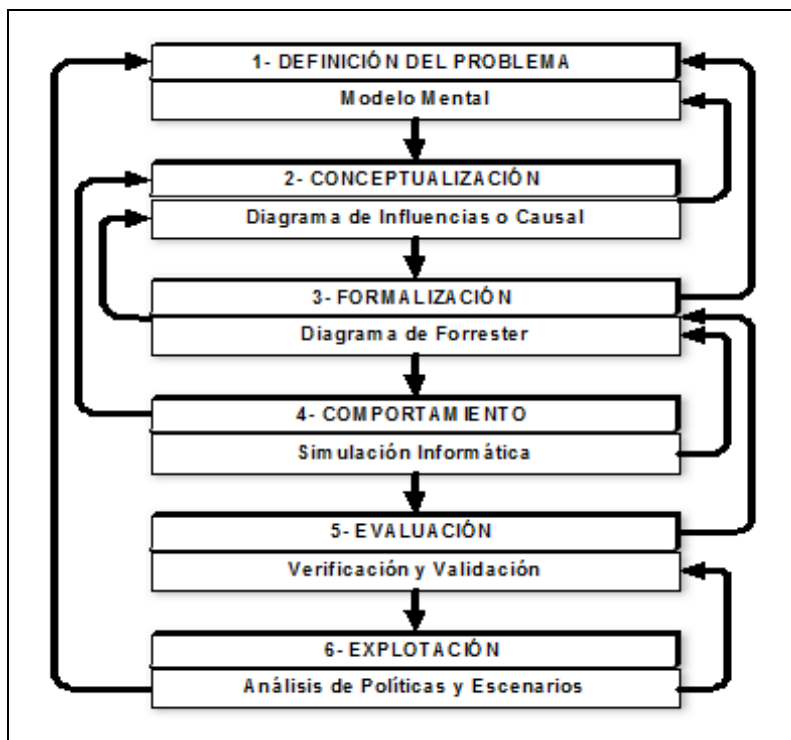 1- DEFINICIÓN DEL PROBLEMA
Modelo Mental
2- CONCEPTUALIZACIÓN
Diagrama de Influencias o Causal
3- FORMALIZACIÓN
Diagrama de Forrester
4- COMPORTAMIENTO
Simulación Informática
5- EVALUACIÓN
Verificación y Validación
6- EXPLOTACIÓN
Análisis de Políticas y Escenarios